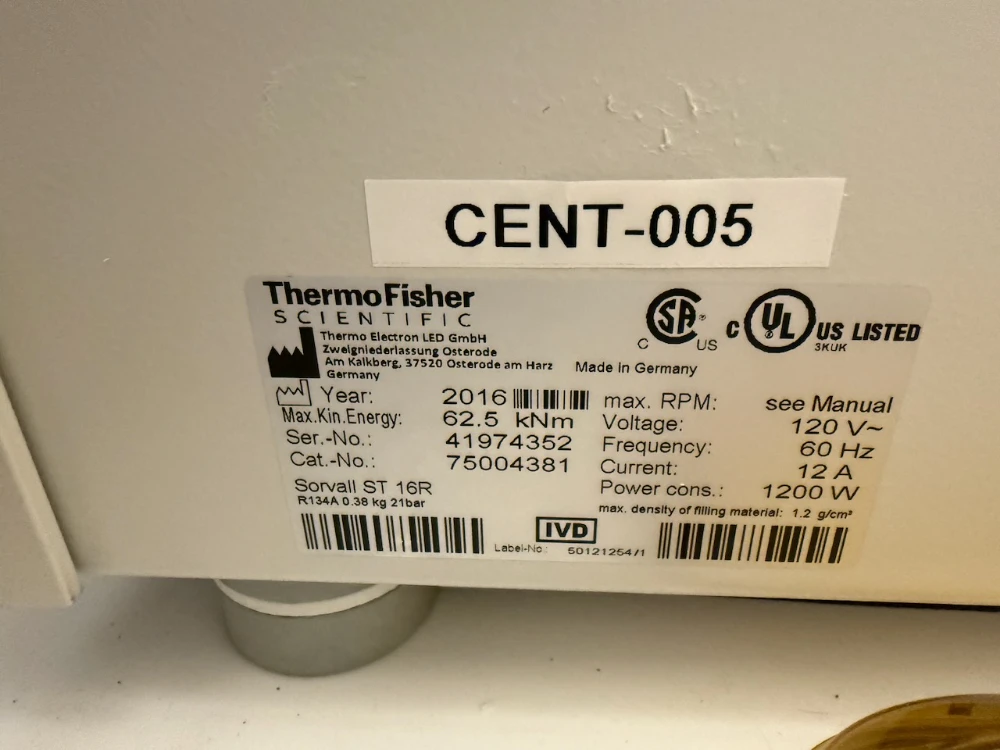 CENT-005
ThermoFisher
SCIENTIFIC
Thermo Electron LED GmbH
Zweigniederlassung Osterode
Am Kalkberg, 37520 Osterode am Harz
Germany
Made in Germany
C SA® US
C UL US LISTED
3KUK
Year: 2016
Max.Kin.Energy: 62.5 kNm
Ser.-No.: 41974352
Cat.-No.: 75004381
Sorvall ST 16R
R134A 0.38 kg 21bar
max. RPM: see Manual
Voltage: 120 V~
Frequency: 60 Hz
Current: 12 A
Power cons.: 1200 W
max. density of filling material: 1.2 g/cm³
IVD
Label-No.: 50121254/1